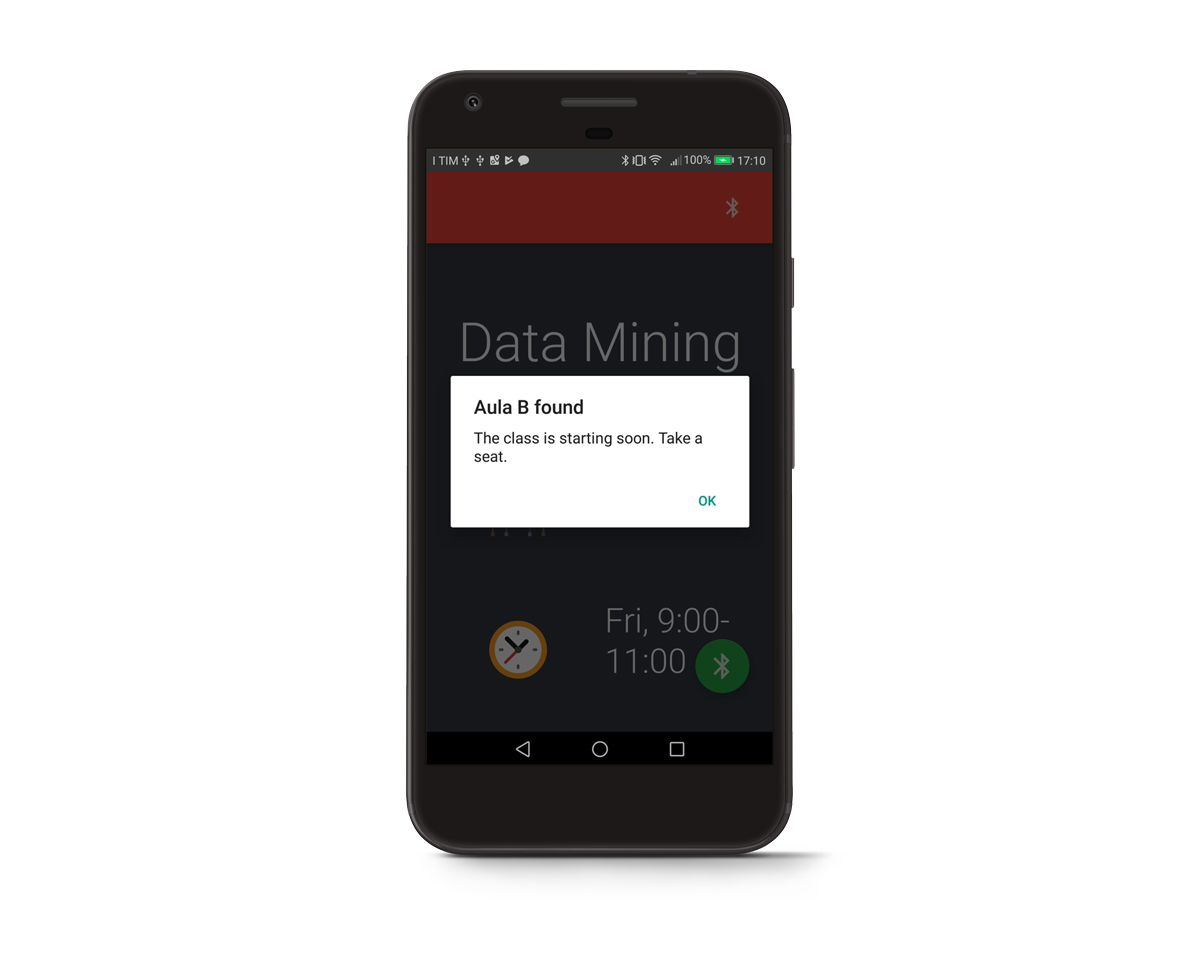 I TIM 100% 17:10
Data Mining
Aula B found
The class is starting soon. Take a
seat.
OK
Fri, 9:00-
11:00